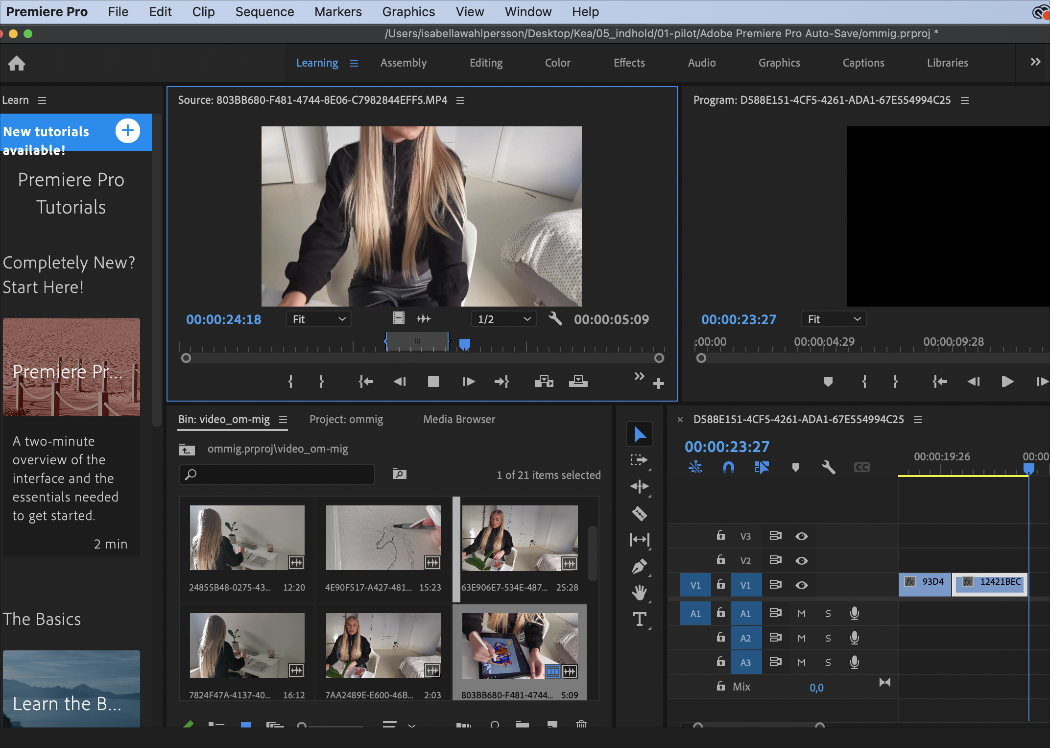 Premiere Pro File Edit Clip Sequence Markers Graphics View Window Help
/Users/isabellawahlpersson/Desktop/Kea/05_indhold/01-pilot/Adobe Premiere Pro Auto-Save/ommig.prproj *
Learning Assembly Editing Color Effects Audio Graphics Captions Libraries
Learn
New tutorials
available!
Premiere Pro
Tutorials
Completely New?
Start Here!
Premiere Pr...
A two-minute
overview of the
interface and the
essentials needed
to get started.
2 min
The Basics
Learn the B...
Source: 803BB680-F481-4744-8E06-C7982844EFF5.MP4
00:00:24:18 Fit 1/2 00:00:05:09
Program: D588E151-4CF5-4261-ADA1-67E554994C25
00:00:23:27 Fit
;00:00 00:00:04:29 00:00:09:28
Bin: video_om-mig Project: ommig Media Browser
ommig.prproj\video_om-mig
1 of 21 items selected
24855B48-0275-43... 12:20 4E90F517-A427-481... 15:23 63E906E7-534E-487... 25:28
7824F47A-4137-40... 16:12 7AA2489E-E600-46B... 2:03 803BB680-F481-4744... 5:09
× D588E151-4CF5-4261-ADA1-67E554994C25
00:00:23:27
00:00:19:26 00:00
V3
V2
V1 V1 93D4 12421BEC
A1 A1 M S
A2 M S
A3 M S
Mix 0,0